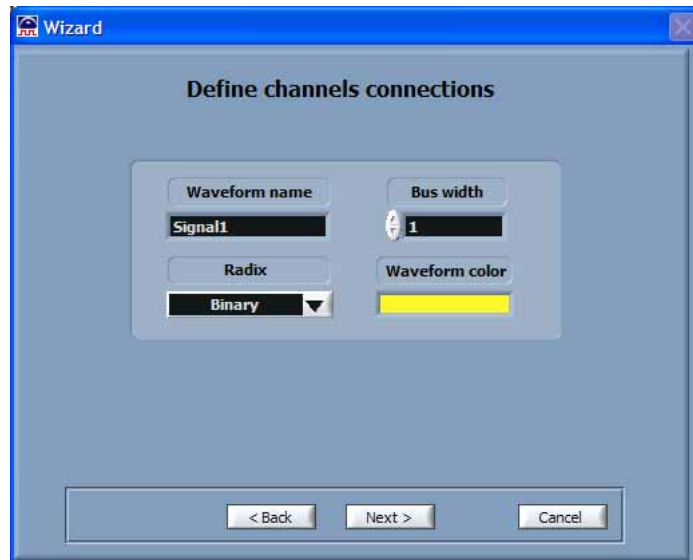 Wizard
Define channels connections
Waveform name
Bus width
Signal1
1
Radix
Waveform color
Binary
< Back
Next >
Cancel